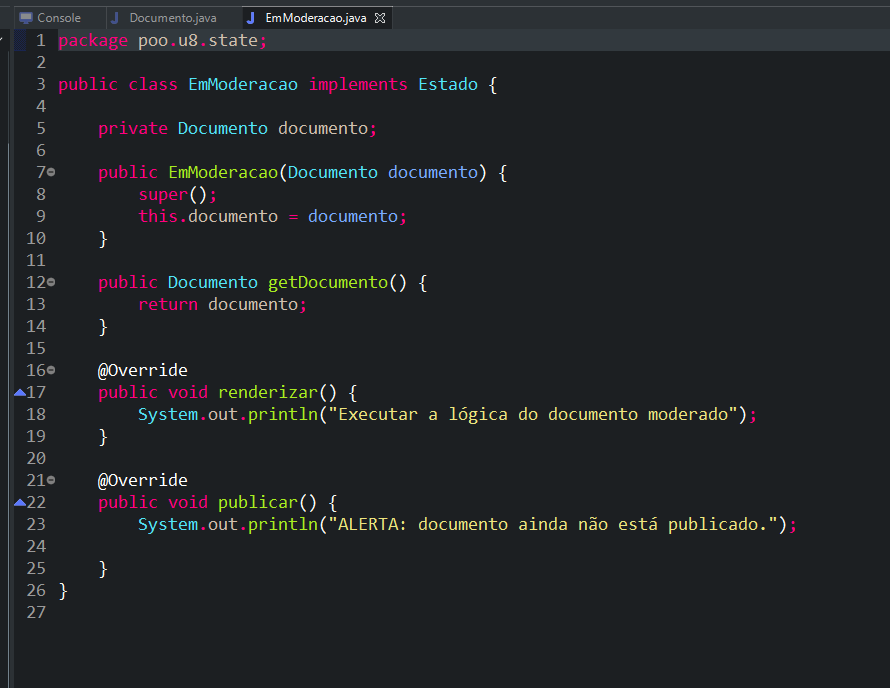 Console Documento.java EmModeracao.java
1 package poo.u8.state;
2
3 public class EmModeracao implements Estado {
4
5 private Documento documento;
6
7 public EmModeracao(Documento documento) {
8 super();
9 this.documento = documento;
10 }
11
12 public Documento getDocumento() {
13 return documento;
14 }
15
16 @Override
17 public void renderizar() {
18 System.out.println("Executar a lógica do documento moderado");
19 }
20
21 @Override
22 public void publicar() {
23 System.out.println("ALERTA: documento ainda não está publicado.");
24
25 }
26 }
27